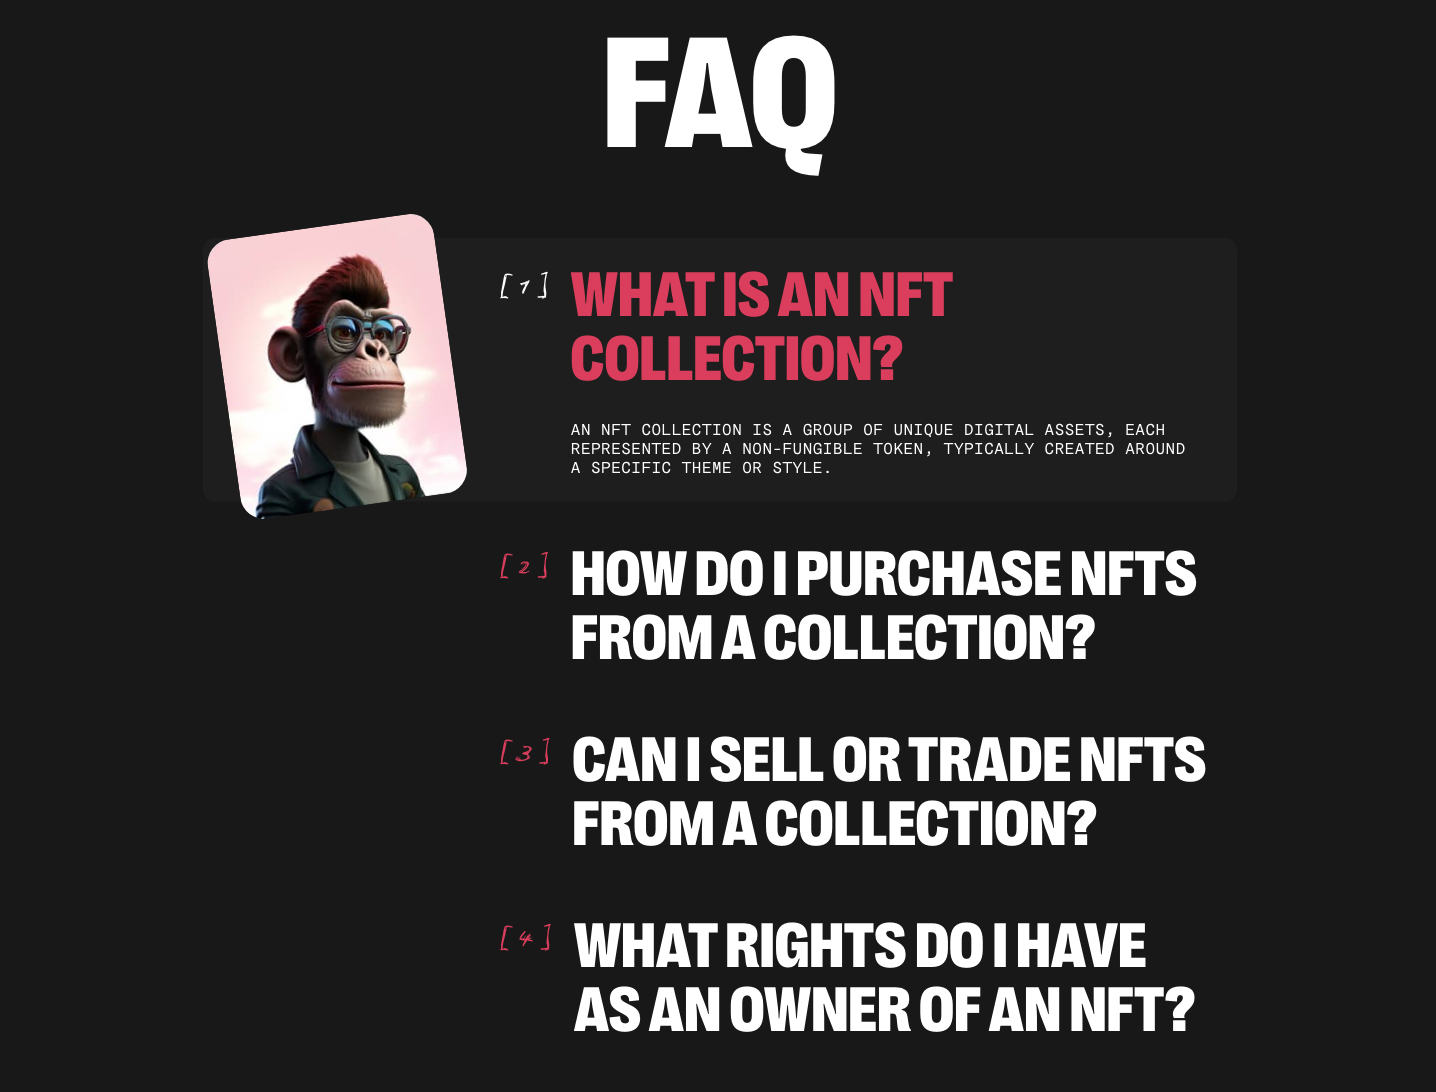 FAQ
[1]
WHAT IS AN NFT
COLLECTION?
AN NFT COLLECTION IS A GROUP OF UNIQUE DIGITAL ASSETS, EACH
REPRESENTED BY A NON-FUNGIBLE TOKEN, TYPICALLY CREATED AROUND
A SPECIFIC THEME OR STYLE.
[2]
HOW DO I PURCHASE NFTS
FROM A COLLECTION?
[3]
CAN I SELL OR TRADE NFTS
FROM A COLLECTION?
[4]
WHAT RIGHTS DO I HAVE
AS AN OWNER OF AN NFT?